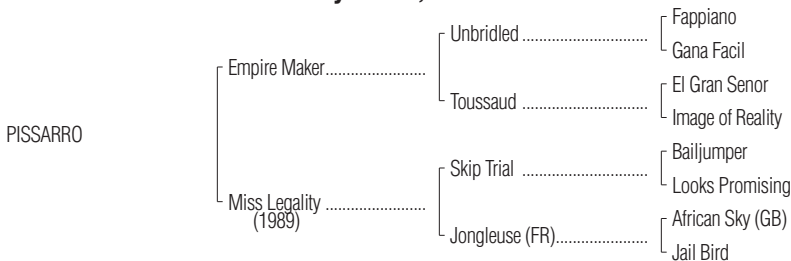 Fappiano
Unbridled ..............................
Gana Facil
Empire Maker........................
El Gran Senor
Toussaud ..............................
Image of Reality
PISSARRO
Bailjumper
Skip Trial ..............................
Looks Promising
Miss Legality ........................
(1989)
African Sky (GB)
Jongleuse (FR)......................
Jail Bird